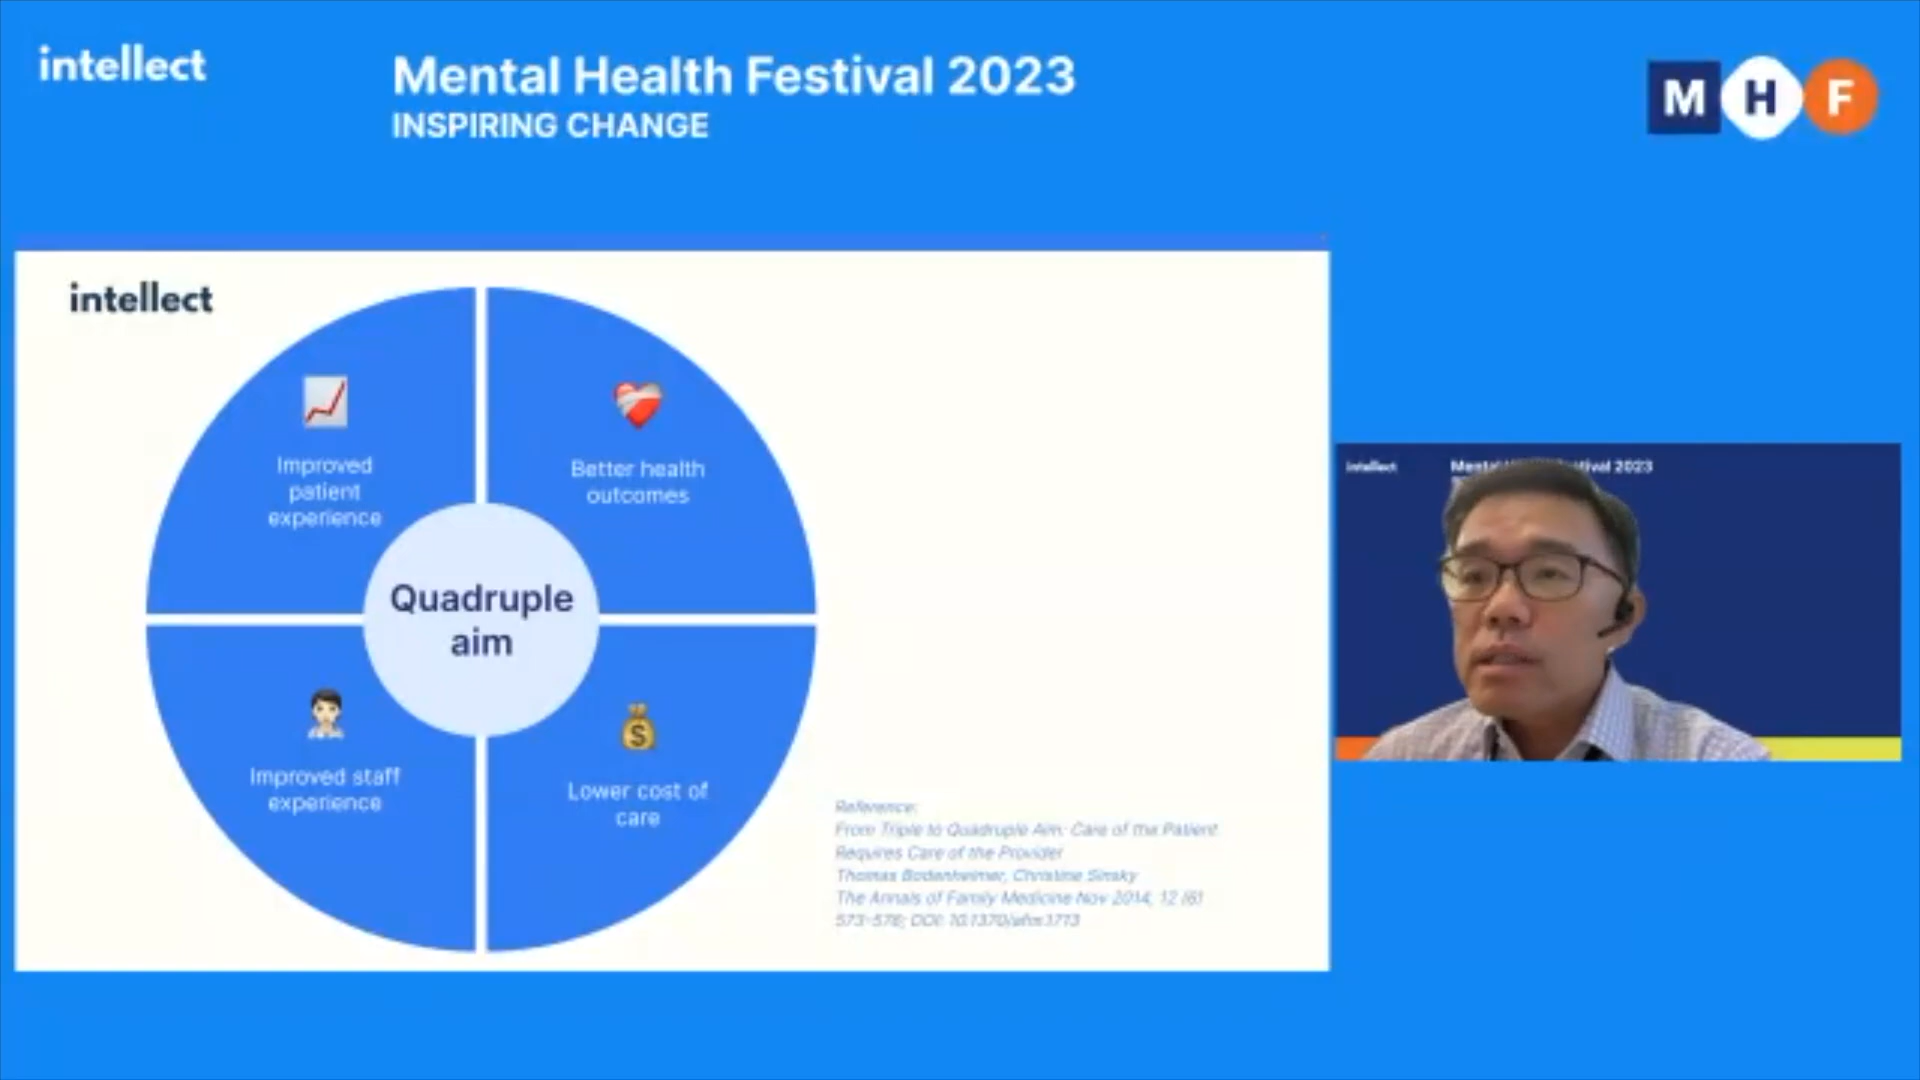 intellect
Mental Health Festival 2023
INSPIRING CHANGE
M H F
intellect
Improved
patient
experience
Better health
outcomes
Quadruple
aim
Improved staff
experience
Lower cost of
care
Reference:
From Triple to Quadruple Aim: Care of the Patient
Requires Care of the Provider
Thomas Bodenheimer, Christine Sinsky
The Annals of Family Medicine Nov 2014, 12 (6)
573-576; DOI: 10.1370/afm.1713
intellect
Mental 2023